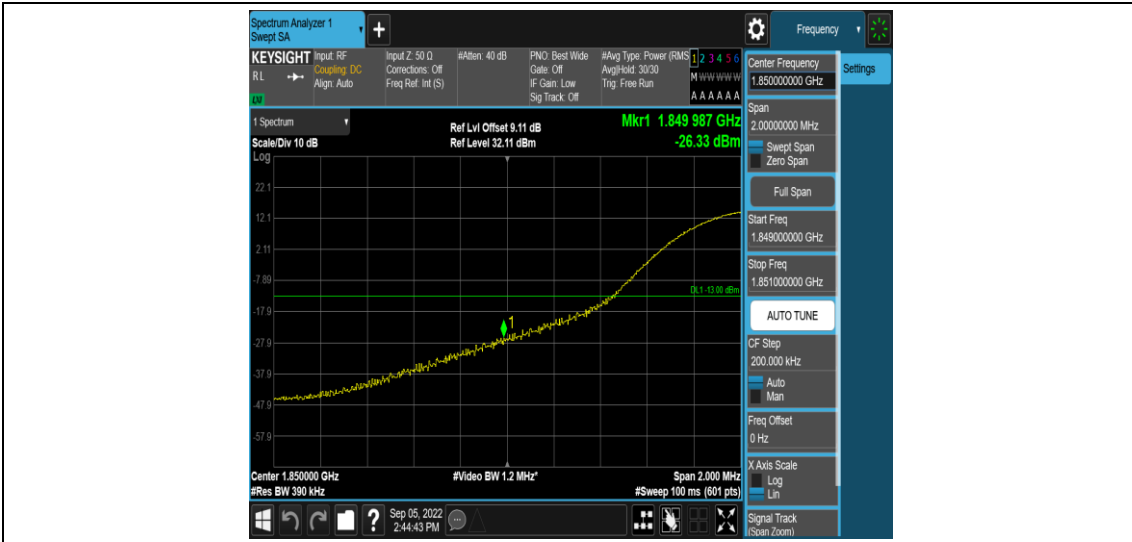 Spectrum Analyzer 1
Swept SA
+
Frequency
KEYSIGHT
RL
LXI
Input: RF
Coupling: DC
Align: Auto
Input Z: 50 Ω
Corrections: Off
Freq Ref: Int (S)
#Atten: 40 dB
PNO: Best Wide
Gate: Off
IF Gain: Low
Sig Track: Off
#Avg Type: Power (RMS
Avg|Hold: 30/30
Trig: Free Run
1 2 3 4 5 6
M W W W W W
A A A A A A
1 Spectrum
Scale/Div 10 dB
Log
Ref Lvl Offset 9.11 dB
Ref Level 32.11 dBm
Mkr1 1.849 987 GHz
-26.33 dBm
22.1
12.1
2.11
-7.89
-17.9
-27.9
-37.9
-47.9
-57.9
DL1 -13.00 dBm
1
Center 1.850000 GHz
#Res BW 390 kHz
#Video BW 1.2 MHz*
Span 2.000 MHz
#Sweep 100 ms (601 pts)
Center Frequency
1.850000000 GHz
Settings
Span
2.00000000 MHz
Swept Span
Zero Span
Full Span
Start Freq
1.849000000 GHz
Stop Freq
1.851000000 GHz
AUTO TUNE
CF Step
200.000 kHz
Auto
Man
Freq Offset
0 Hz
X Axis Scale
Log
Lin
Signal Track
(Span Zoom)
?
Sep 05, 2022
2:44:43 PM